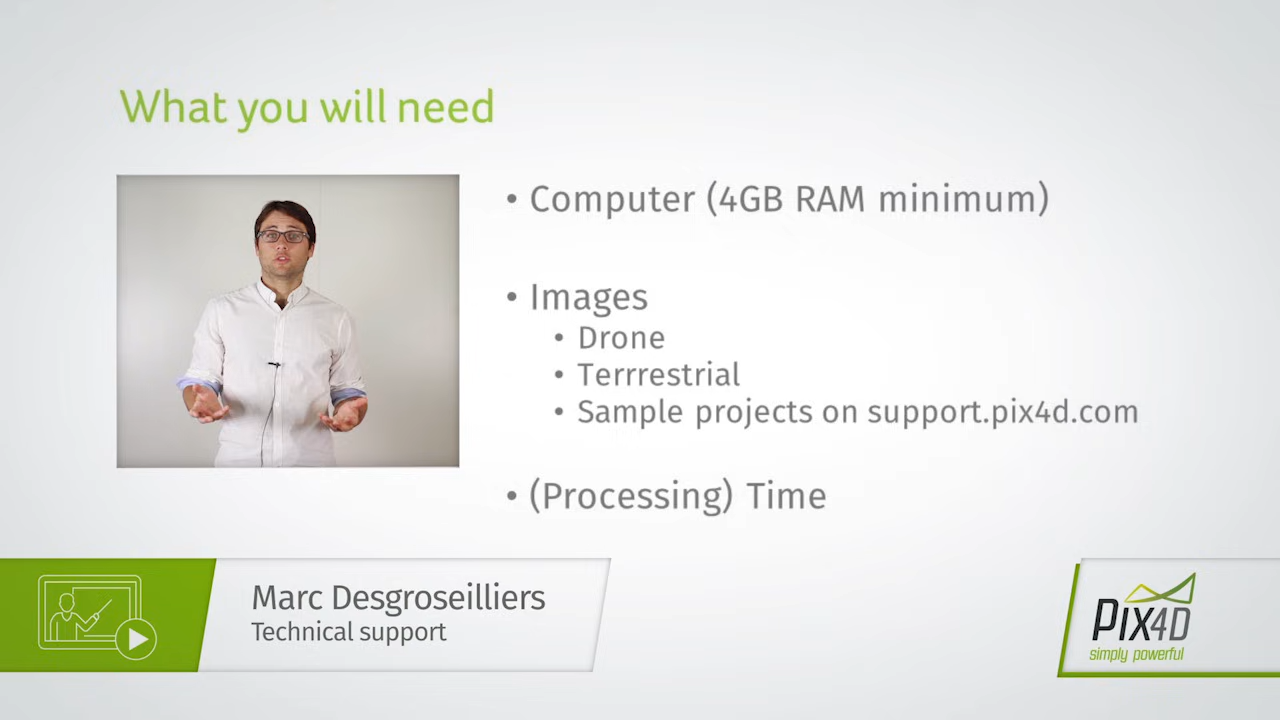 What you will need
• Computer (4GB RAM minimum)
• Images
• Drone
• Terrrestrial
• Sample projects on support.pix4d.com
• (Processing) Time
Marc Desgroseilliers
Technical support
Pix4D
simply powerful